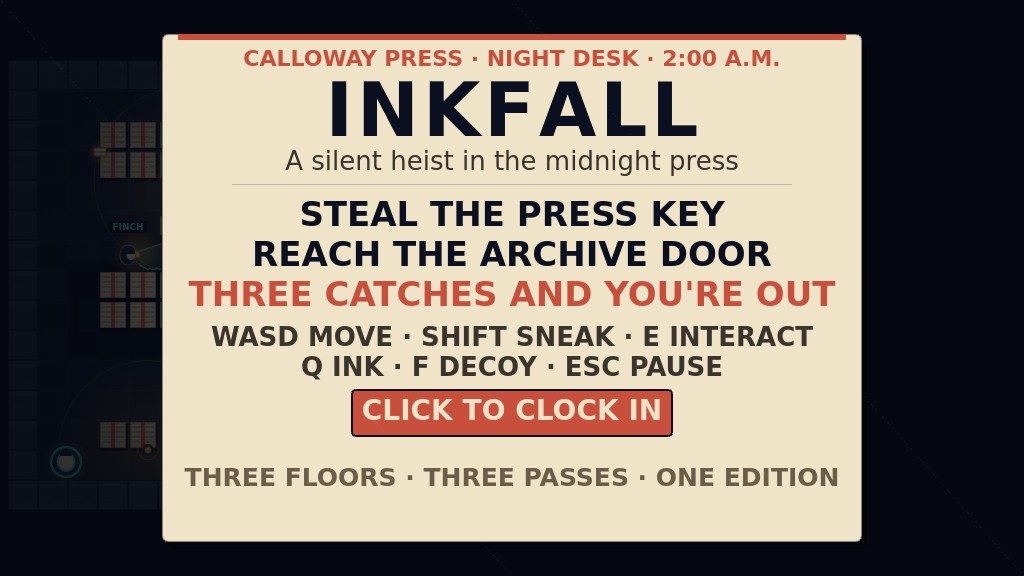 CALLOWAY PRESS · NIGHT DESK · 2:00 A.M.
INKFALL
A silent heist in the midnight press
STEAL THE PRESS KEY
REACH THE ARCHIVE DOOR
THREE CATCHES AND YOU'RE OUT
WASD MOVE · SHIFT SNEAK · E INTERACT
Q INK · F DECOY · ESC PAUSE
CLICK TO CLOCK IN
THREE FLOORS · THREE PASSES · ONE EDITION
FINCH